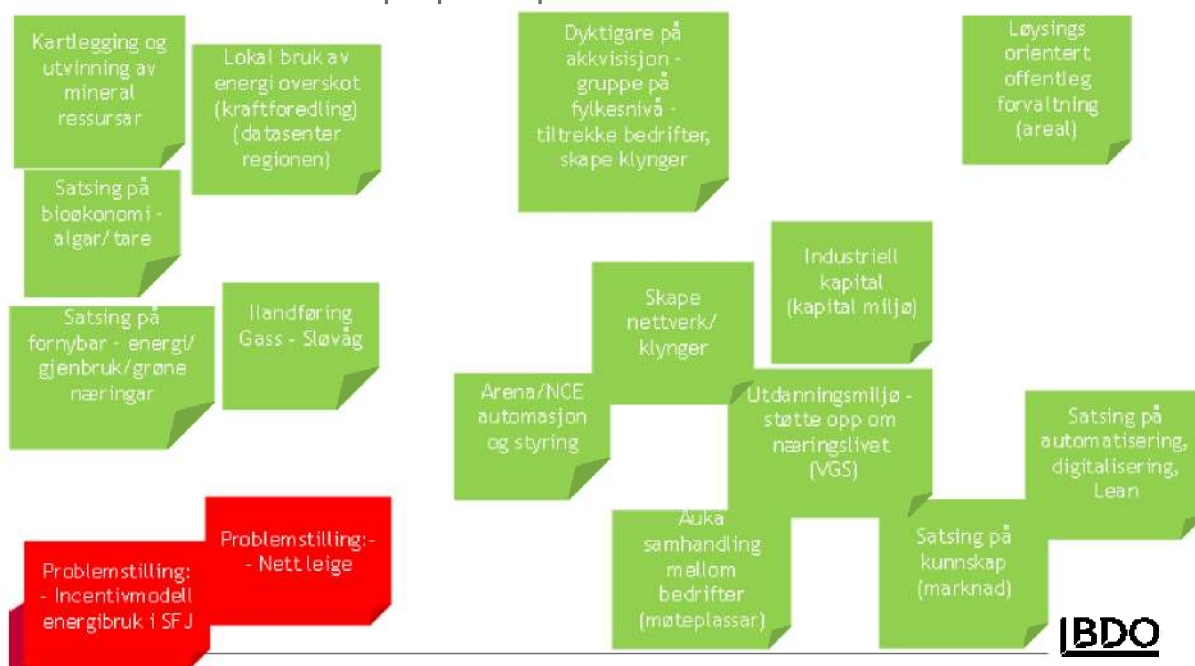 Kartlegging og
utvinning av
mineral
ressursar
Lokal bruk av
energi overskot
(kraftforedling)
(datasenter
regionen)
Dyktigare på
akkvisisjon -
gruppe på
fylkesnivå -
tiltrekke bedrifter,
skape klynger
Løysings
orientert
offentleg
forvaltning
(areal)
Satsing på
bioøkonomi -
algar/tare
Satsing på
fornybar - energi/
gjenbruk/grøne
næringar
Ilandføring
Gass - Sløvåg
Skape
nettverk/
klynger
Industriell
kapital
(kapital miljø)
Arena/NCE
automasjon
og styring
Utdanningsmiljø -
støtte opp om
næringslivet
(VGS)
Satsing på
automatisering,
digitalisering,
Lean
Auka
samhandling
mellom
bedrifter
(møteplassar)
Satsing på
kunnskap
(marknad)
Problemstilling:-
- Nett leige
Problemstilling:
- Incentivmodell
energibruk i SFJ
BDO